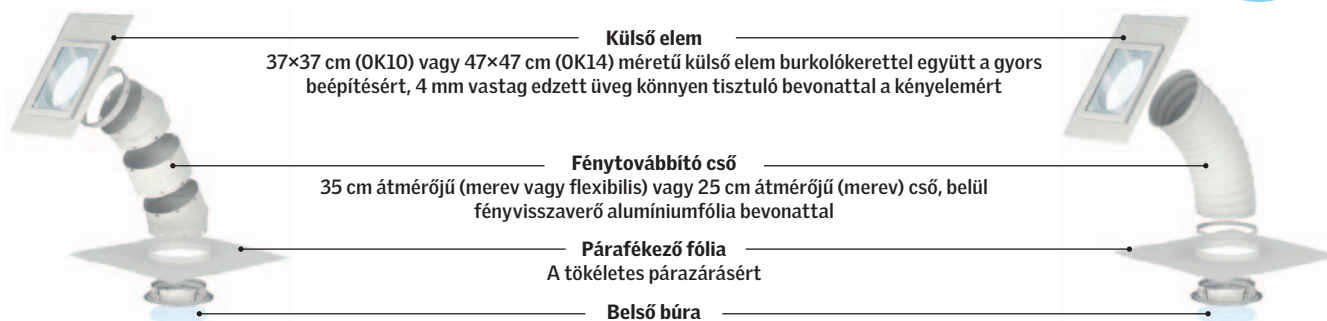 Külső elem
37×37 cm (0K10) vagy 47×47 cm (0K14) méretű külső elem burkolókerettel együtt a gyors
beépítésért, 4 mm vastag edzett üveg könnyen tisztuló bevonattal a kényelemért
Fénytovábbító cső
35 cm átmérőjű (merev vagy flexibilis) vagy 25 cm átmérőjű (merev) cső, belül
fényvisszaverő alumíniumfólia bevonattal
Párafékező fólia
A tökéletes párazárásért
Belső búra